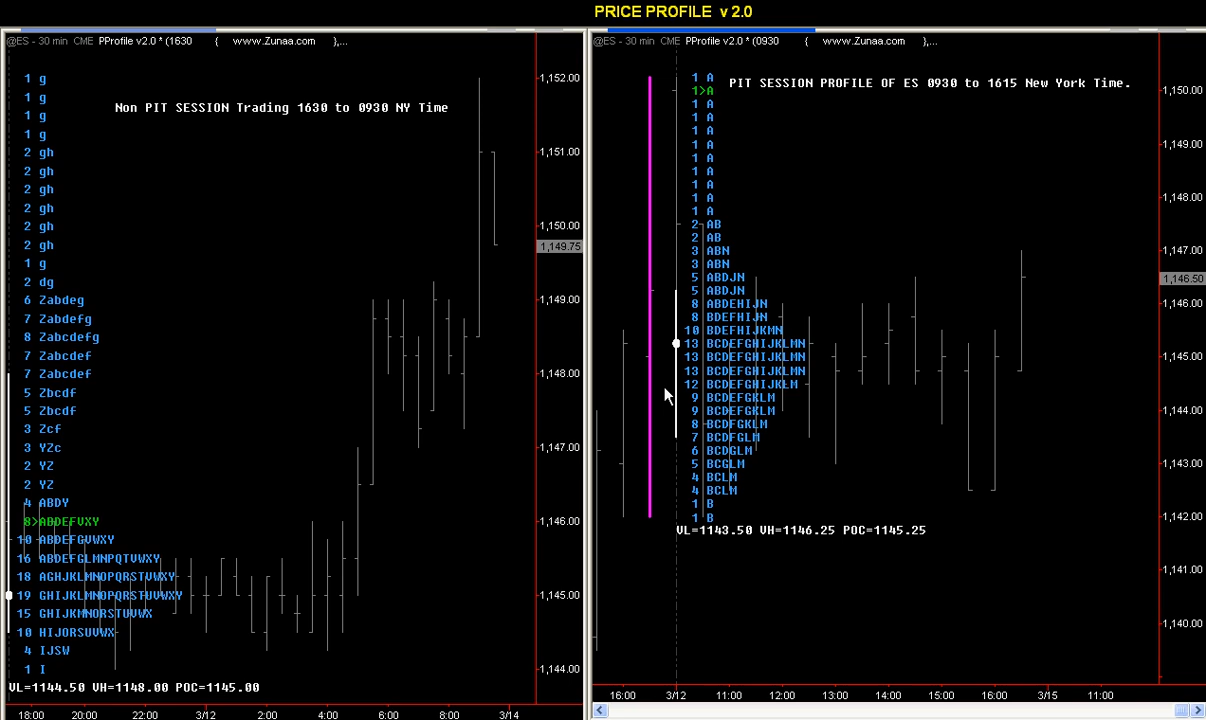 PRICE PROFILE v 2.0
@ES - 30 min CME PProfile v2.0 * (1630 { www.Zunaa.com },...
Non PIT SESSION Trading 1630 to 0930 NY Time
1 g
1 g
1 g
1 g
2 gh
2 gh
2 gh
2 gh
2 gh
2 gh
1 g
2 dg
6 Zabdeg
7 Zabdefg
8 Zabcdefg
7 Zabcdef
7 Zabcdef
5 Zbcdf
5 Zbcdf
3 Zcf
3 YZc
2 YZ
2 YZ
4 ABDY
8>ABDEFVXY
10 ABDEFGVWXY
16 ABDEFGLMNPQTVWXY
18 AGHJKLMNOPQRSTVWXY
19 GHIJKLMNOPQRSTUVWXY
15 GHIJKMNORSTUVWX
10 HIJORSUVWX
4 IJSW
1 I
VL=1144.50 VH=1148.00 POC=1145.00
1,152.00
1,151.00
1,150.00
1,149.75
1,149.00
1,148.00
1,147.00
1,146.00
1,145.00
1,144.00
18:00 20:00 22:00 3/12 2:00 4:00 6:00 8:00 3/14
@ES - 30 min CME PProfile v2.0 * (0930 { www.Zunaa.com },...
PIT SESSION PROFILE OF ES 0930 to 1615 New York Time.
1 A
1>A
1 A
1 A
1 A
1 A
1 A
1 A
1 A
1 A
1 A
2 AB
2 AB
3 ABN
3 ABN
5 ABDJN
5 ABDJN
8 ABDEHIJN
8 BDEFHIJN
10 BDEFHIJKMN
13 BCDEFGHIJKLMN
13 BCDEFGHIJKLMN
13 BCDEFGHIJKLMN
12 BCDEFGHIJKLM
9 BCDEFGKLM
9 BCDEFGKLM
8 BCDFGKLM
7 BCDFGLM
6 BCDGLM
5 BCGLM
4 BCLM
4 BCLM
1 B
1 B
VL=1143.50 VH=1146.25 POC=1145.25
1,150.00
1,149.00
1,148.00
1,147.00
1,146.50
1,146.00
1,145.00
1,144.00
1,143.00
1,142.00
1,141.00
1,140.00
16:00 3/12 11:00 12:00 13:00 14:00 15:00 16:00 3/15 11:00